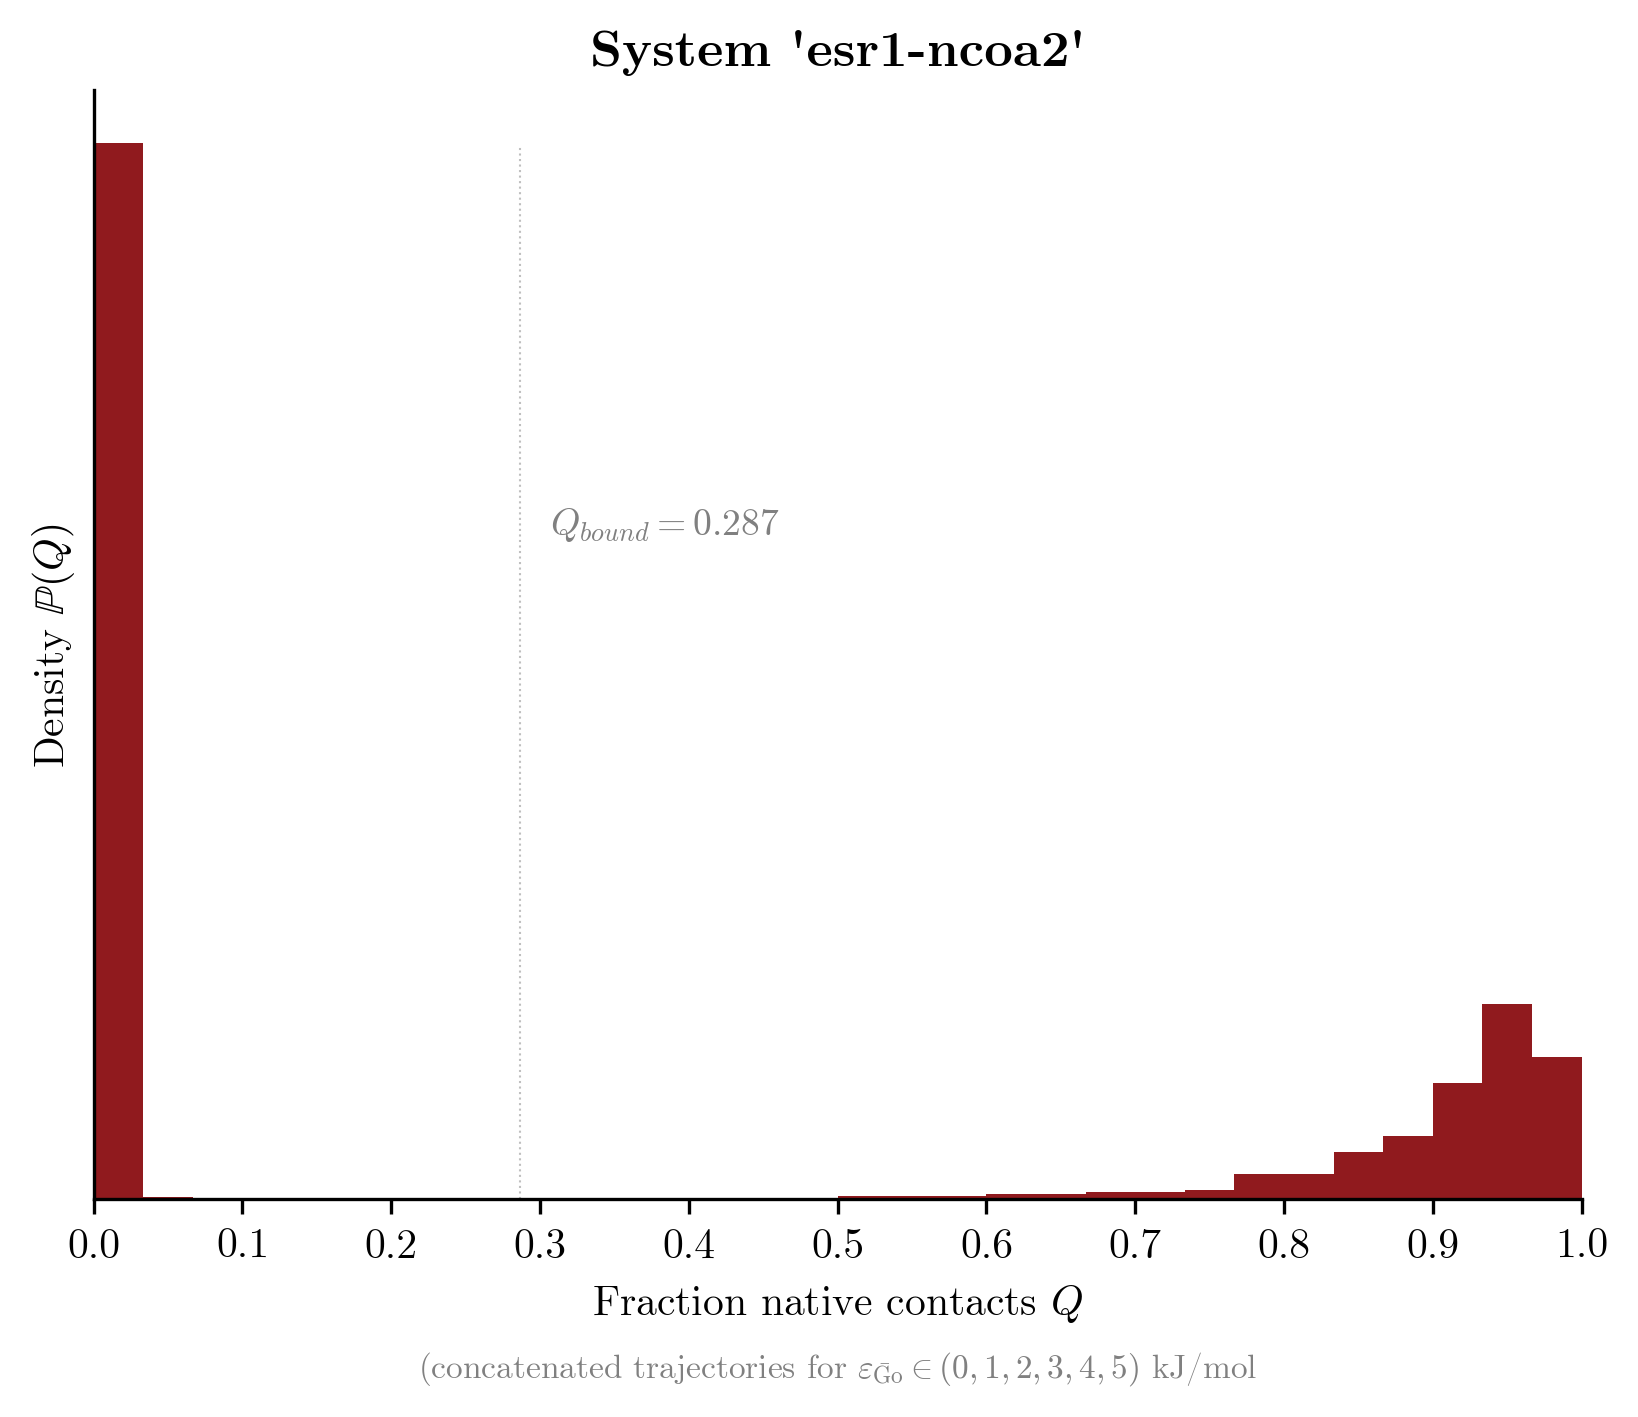 System 'esr1-ncoa2'
Density ℙ(Q)
Q_bound = 0.287
0.0 0.1 0.2 0.3 0.4 0.5 0.6 0.7 0.8 0.9 1.0
Fraction native contacts Q
(concatenated trajectories for ε_Ḡo ∈ (0, 1, 2, 3, 4, 5) kJ/mol